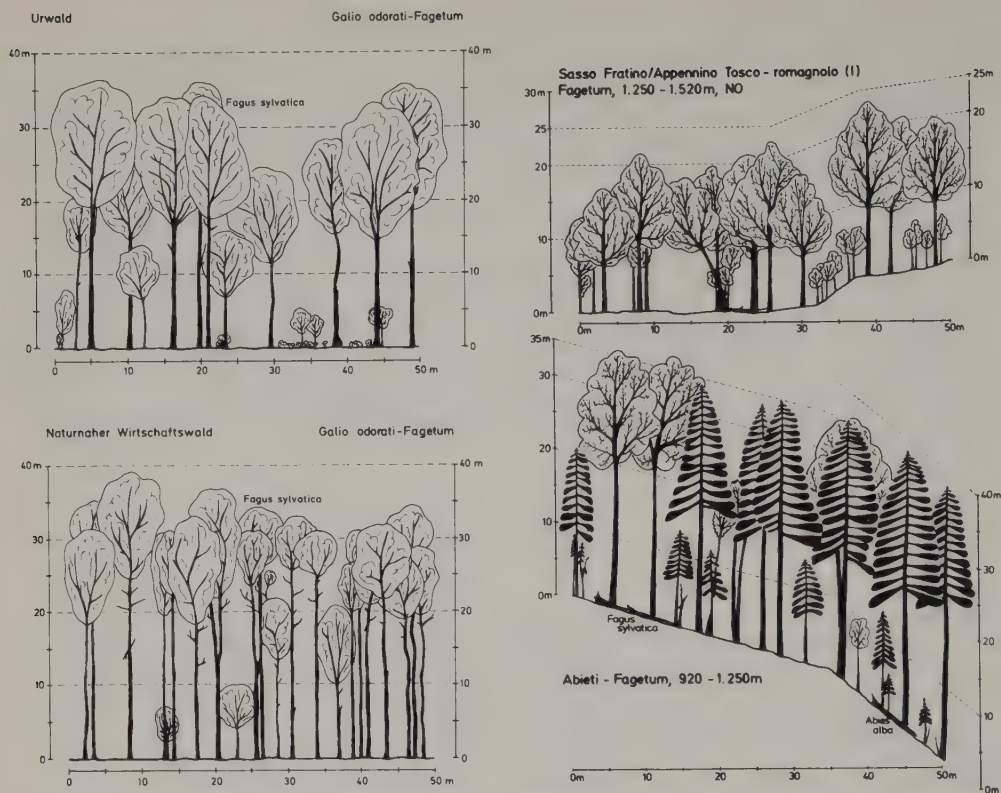 Urwald Galio odorati-Fagetum
40m 40 m
Fagus sylvatica
30 30
20 20
10 10
0 0
0 10 20 30 40 50 m
Naturnaher Wirtschaftswald Galio odorati-Fagetum
40m 40 m
Fagus sylvatica
30 30
20 20
10 10
0 0
0 10 20 30 40 50 m
Sasso Fratino/Appennino Tosco - romagnolo (I)
Fagetum, 1.250 - 1.520m, NO
25m
30m
25 20
20
10
10
0m
0m
0m 10 20 30 40 50m
35m
30
20
40m
10
30
0m
20
Fagus
sylvatica
Abieti - Fagetum, 920 - 1.250m
10
Abies
alba
0m
0m 10 20 30 40 50m